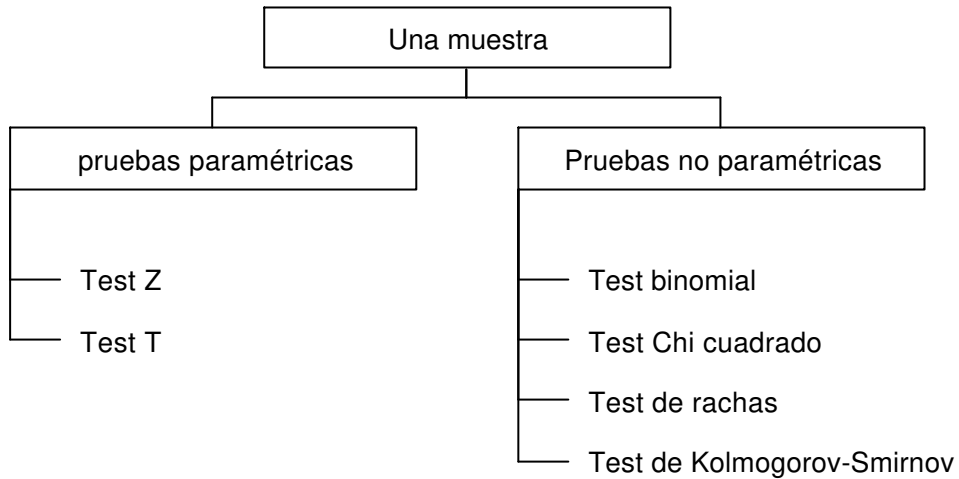 Una muestra
pruebas paramétricas
Test Z
Test T
Pruebas no paramétricas
Test binomial
Test Chi cuadrado
Test de rachas
Test de Kolmogorov-Smirnov